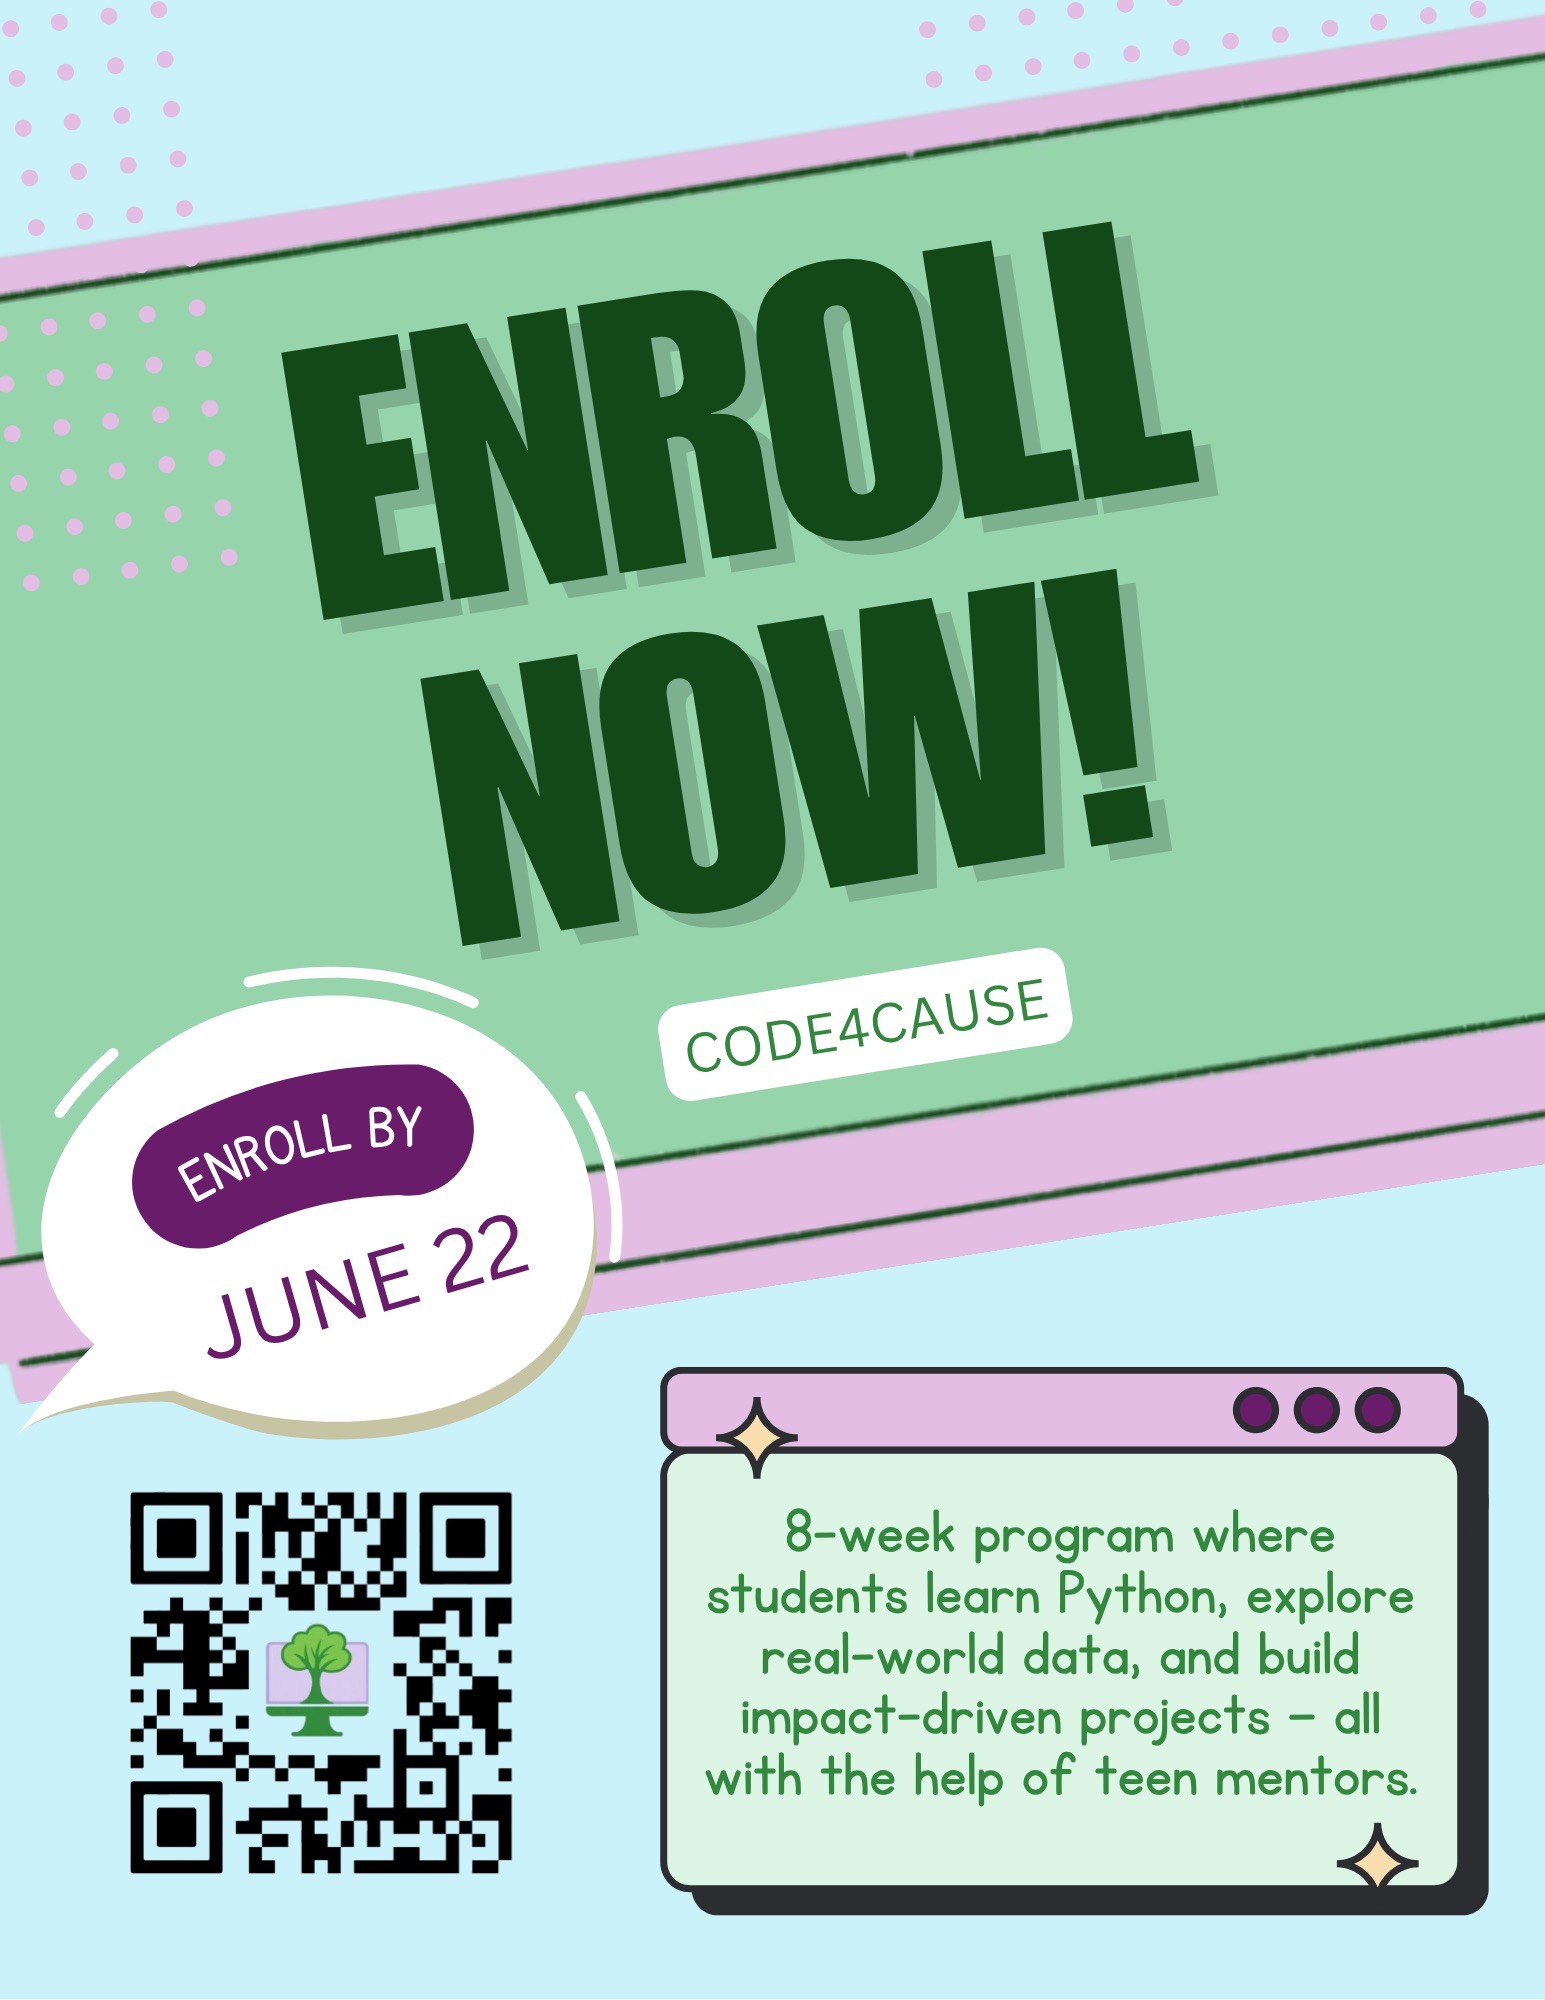 ENROLL
NOW!
CODE4CAUSE
ENROLL BY
JUNE 22
8-week program where
students learn Python, explore
real-world data, and build
impact-driven projects - all
with the help of teen mentors.